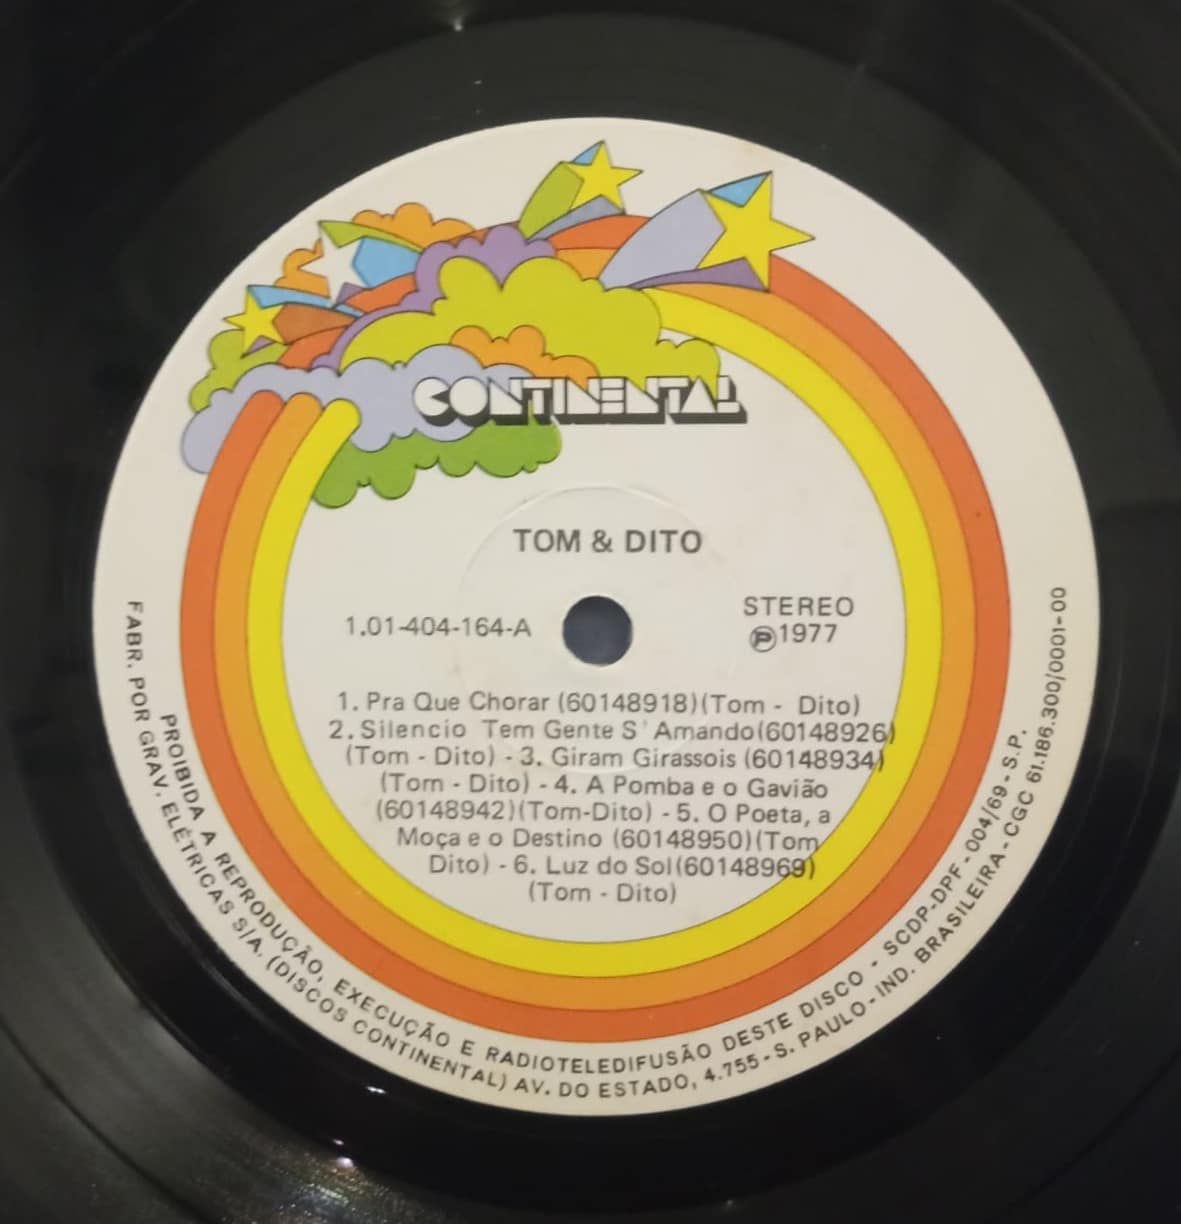 CONTINENTAL
TOM & DITO
1.01-404-164-A
STEREO
Ⓟ1977
1. Pra Que Chorar (60148918)(Tom - Dito)
2. Silencio Tem Gente S' Amando(60148926)
(Tom - Dito) - 3. Giram Girassois (60148934)
(Tom - Dito) - 4. A Pomba e o Gavião
(60148942)(Tom-Dito) - 5. O Poeta, a
Moça e o Destino (60148950)(Tom
Dito) - 6. Luz do Sol(60148969)
(Tom - Dito)
PROIBIDA A REPRODUÇÃO, EXECUÇÃO E RADIOTELEDIFUSÃO DESTE DISCO - SCDP-DPF - 004/69 - S.P.
FABR. POR GRAV. ELÉTRICAS S/A. (DISCOS CONTINENTAL) AV. DO ESTADO, 4.755 - S. PAULO - IND. BRASILEIRA - CGC 61.186.300/0001-00